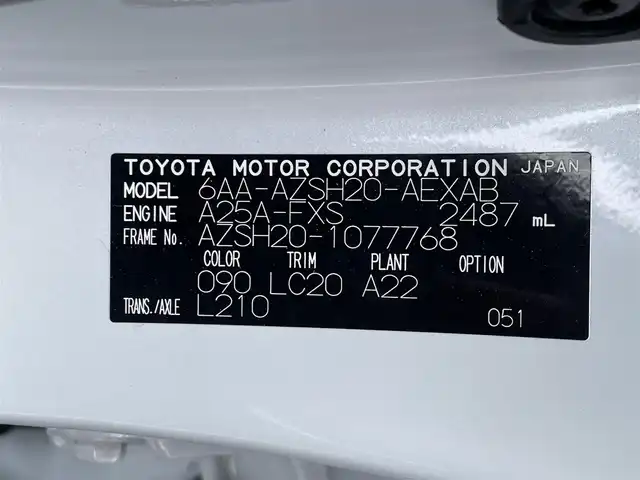 TOYOTA MOTOR CORPORATION JAPAN
MODEL 6AA-AZSH20-AEXAB
ENGINE A25A-FXS 2487 mL
FRAME No. AZSH20-1077768
COLOR TRIM PLANT OPTION
090 LC20 A22
TRANS./AXLE L210
051